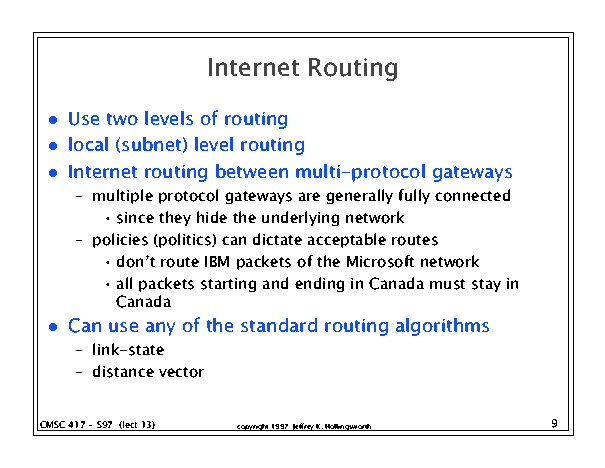 Internet Routing
● Use two levels of routing
● local (subnet) level routing
● Internet routing between multi-protocol gateways
– multiple protocol gateways are generally fully connected
• since they hide the underlying network
– policies (politics) can dictate acceptable routes
• don't route IBM packets of the Microsoft network
• all packets starting and ending in Canada must stay in
Canada
● Can use any of the standard routing algorithms
– link-state
– distance vector
CMSC 417 - S97 (lect 13)
copyright 1997 Jeffrey K. Hollingsworth
9